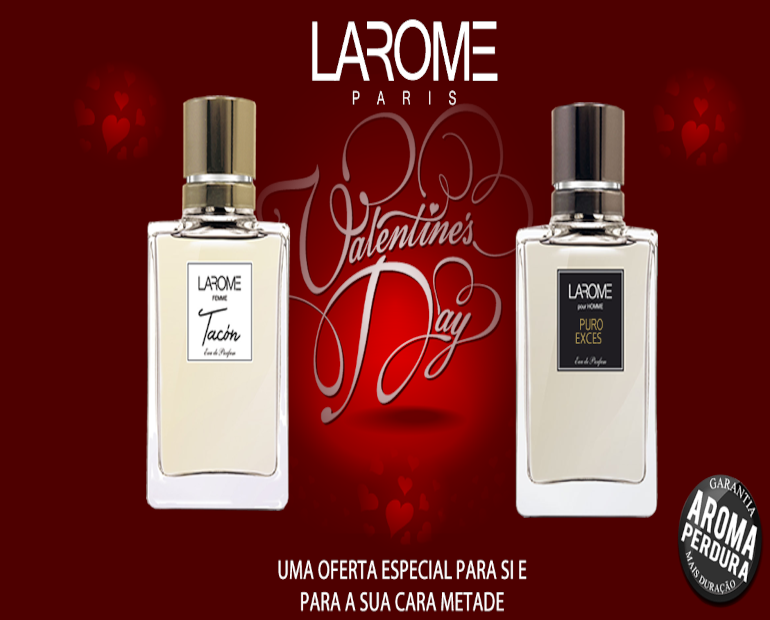 LAROME
PARIS
Valentine's
Day
LAROME
FEMME
Tacón
Eau de Parfum
LAROME
pour HOMME
PURO
EXCES
Eau de Parfum
GARANTIA
AROMA
PERDURA
MAIS DURAÇÃO
UMA OFERTA ESPECIAL PARA SI E
PARA A SUA CARA METADE